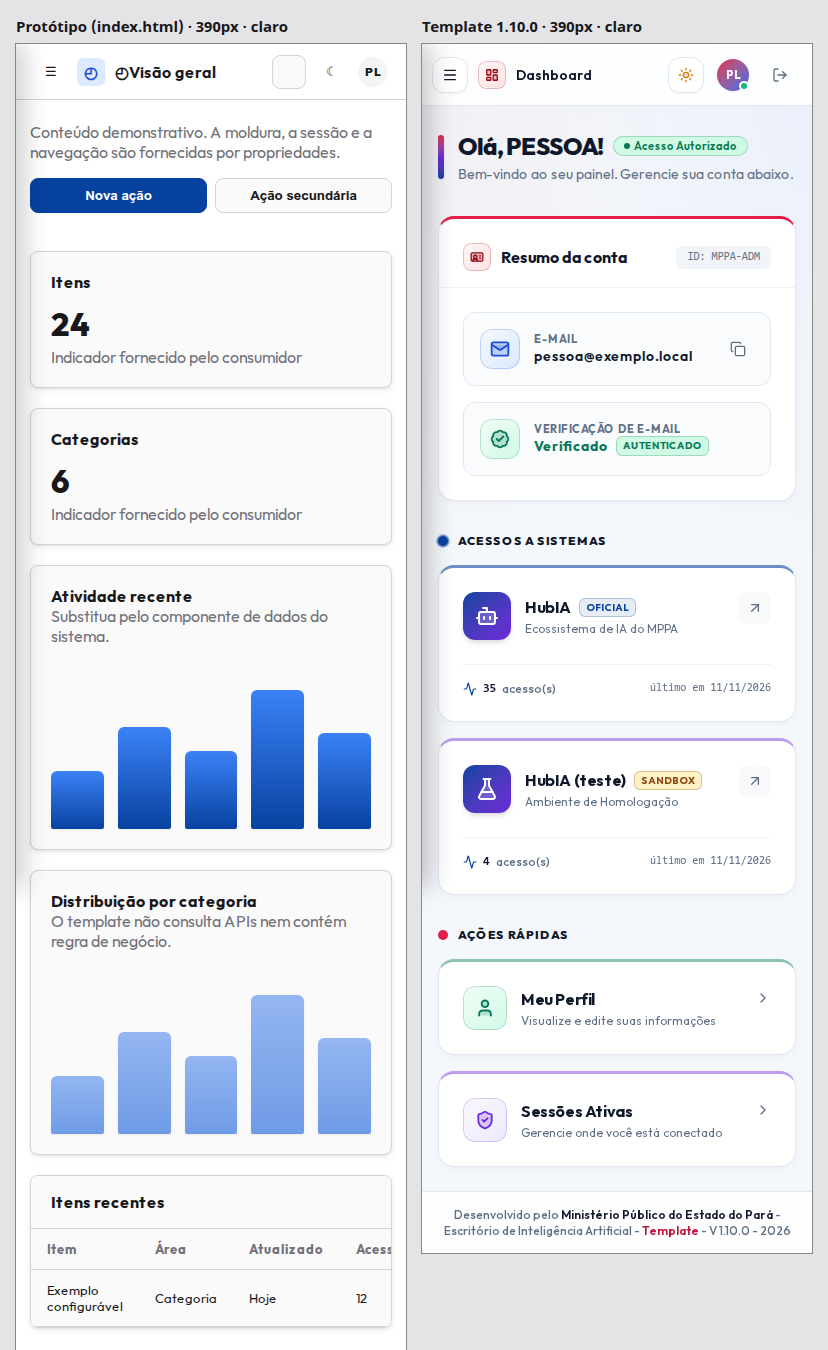 Protótipo (index.html) · 390px · claro
Visão geral
PL
Conteúdo demonstrativo. A moldura, a sessão e a
navegação são fornecidas por propriedades.
Nova ação
Ação secundária
Itens
24
Indicador fornecido pelo consumidor
Categorias
6
Indicador fornecido pelo consumidor
Atividade recente
Substitua pelo componente de dados do
sistema.
Distribuição por categoria
O template não consulta APIs nem contém
regra de negócio.
Itens recentes
Item
Área
Atualizado
Acess
Exemplo
configurável
Categoria
Hoje
12
Template 1.10.0 · 390px · claro
Dashboard
PL
Olá, PESSOA!
Acesso Autorizado
Bem-vindo ao seu painel. Gerencie sua conta abaixo.
Resumo da conta
ID: MPPA-ADM
E-MAIL
pessoa@exemplo.local
VERIFICAÇÃO DE E-MAIL
Verificado
AUTENTICADO
ACESSOS A SISTEMAS
HubIA
OFICIAL
Ecossistema de IA do MPPA
35 acesso(s)
último em 11/11/2026
HubIA (teste)
SANDBOX
Ambiente de Homologação
4 acesso(s)
último em 11/11/2026
AÇÕES RÁPIDAS
Meu Perfil
Visualize e edite suas informações
Sessões Ativas
Gerencie onde você está conectado
Desenvolvido pelo Ministério Público do Estado do Pará -
Escritório de Inteligência Artificial - Template - V1.10.0 - 2026